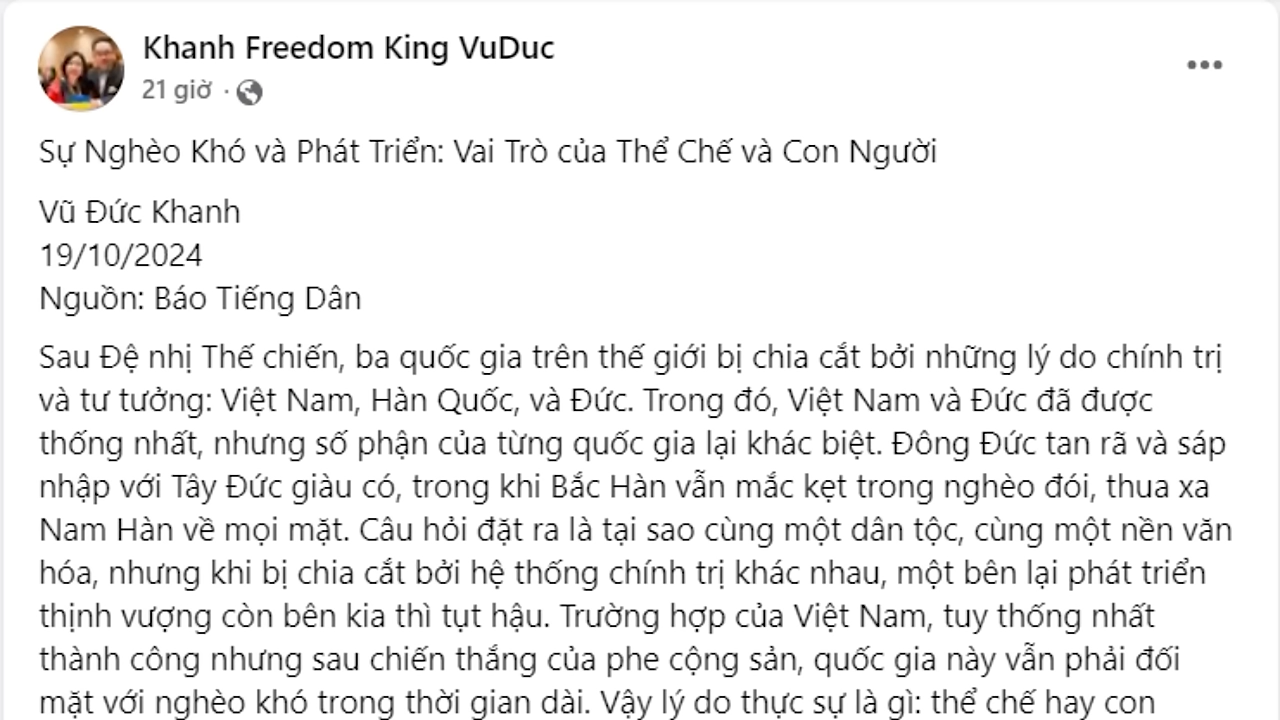 Khanh Freedom King VuDuc
21 giờ ·
Sự Nghèo Khó và Phát Triển: Vai Trò của Thể Chế và Con Người
Vũ Đức Khanh
19/10/2024
Nguồn: Báo Tiếng Dân
Sau Đệ nhị Thế chiến, ba quốc gia trên thế giới bị chia cắt bởi những lý do chính trị
và tư tưởng: Việt Nam, Hàn Quốc, và Đức. Trong đó, Việt Nam và Đức đã được
thống nhất, nhưng số phận của từng quốc gia lại khác biệt. Đông Đức tan rã và sáp
nhập với Tây Đức giàu có, trong khi Bắc Hàn vẫn mắc kẹt trong nghèo đói, thua xa
Nam Hàn về mọi mặt. Câu hỏi đặt ra là tại sao cùng một dân tộc, cùng một nền văn
hóa, nhưng khi bị chia cắt bởi hệ thống chính trị khác nhau, một bên lại phát triển
thịnh vượng còn bên kia thì tụt hậu. Trường hợp của Việt Nam, tuy thống nhất
thành công nhưng sau chiến thắng của phe cộng sản, quốc gia này vẫn phải đối
mặt với nghèo khó trong thời gian dài. Vậy lý do thực sự là gì: thể chế hay con